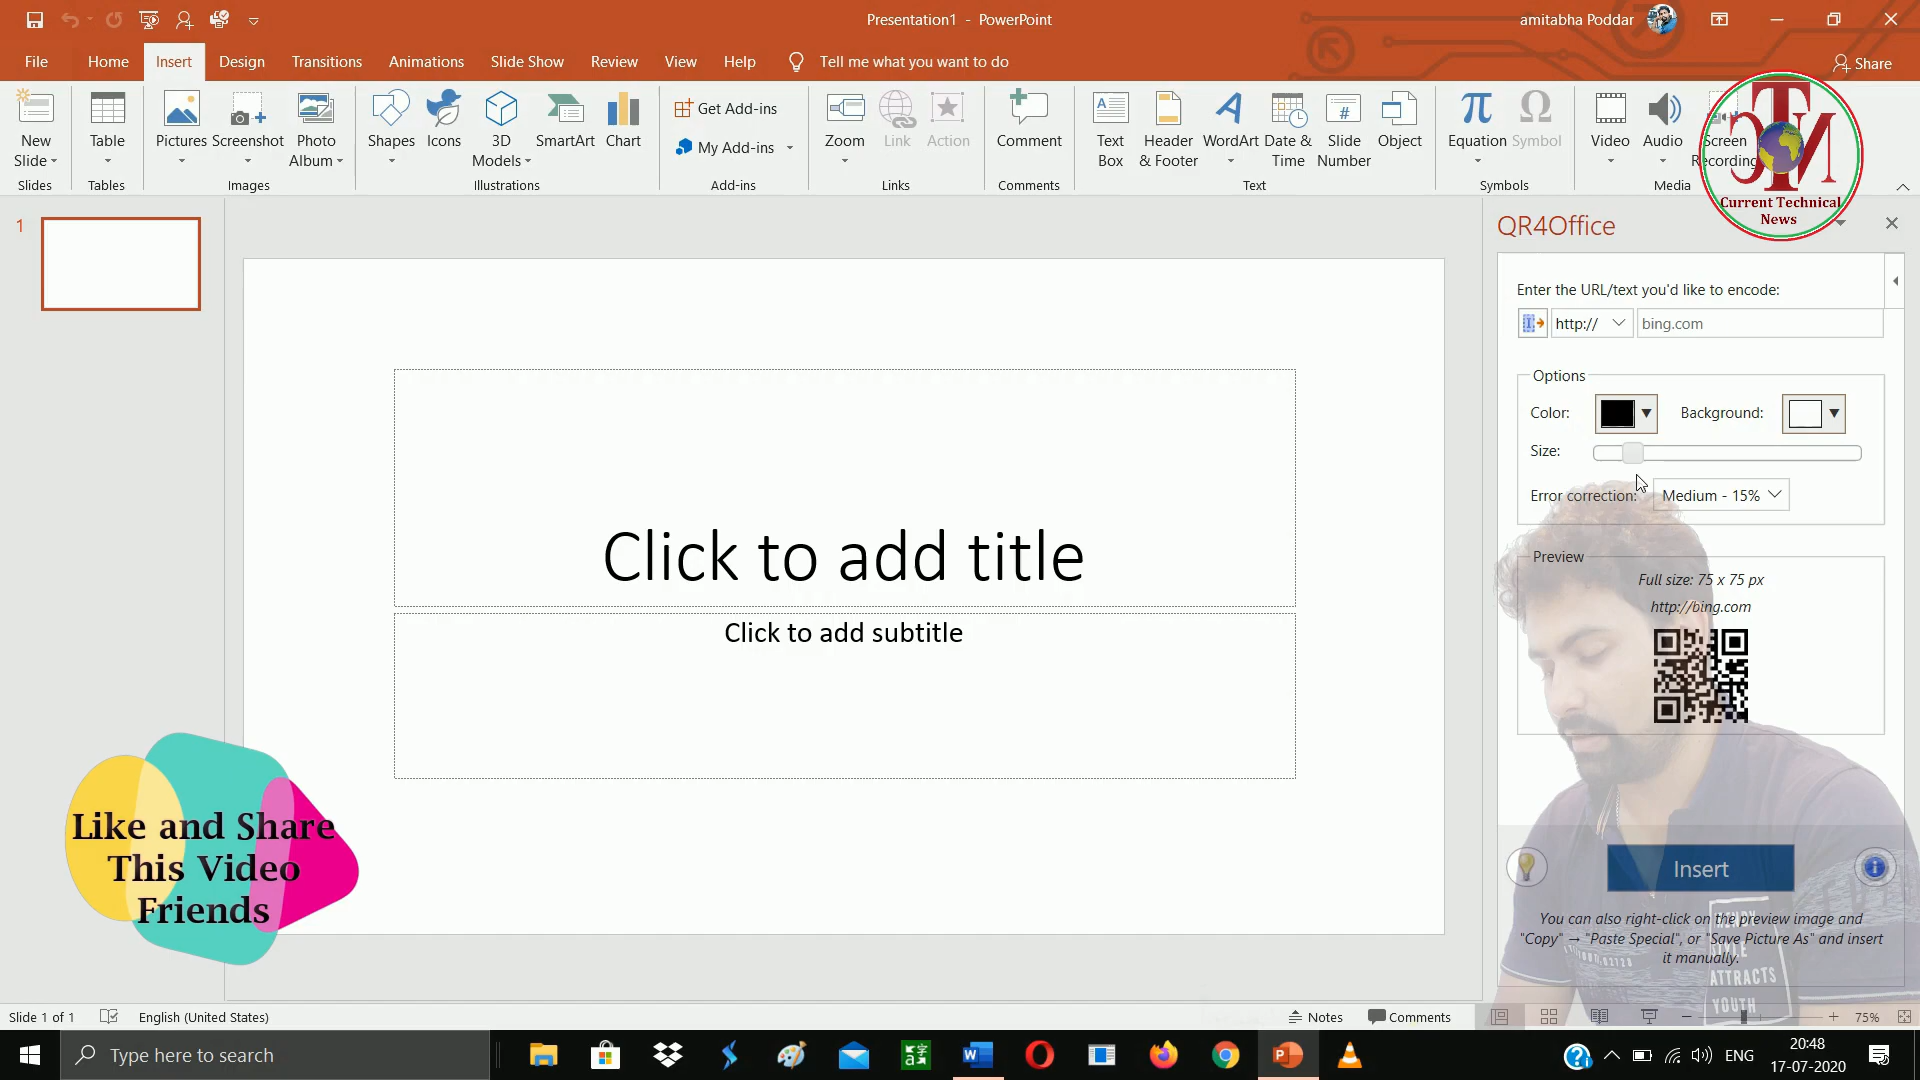 Presentation1 - PowerPoint
amitabha Poddar
File
Home
Insert
Design
Transitions
Animations
Slide Show
Review
View
Help
Tell me what you want to do
Share
New
Slide
Table
Pictures
Screenshot
Photo
Album
Shapes
Icons
3D
Models
SmartArt
Chart
Get Add-ins
My Add-ins
Zoom
Link
Action
Comment
Text
Box
Header
& Footer
WordArt
Date &
Time
Slide
Number
Object
Equation
Symbol
Video
Audio
Screen
Recording
Slides
Tables
Images
Illustrations
Add-ins
Links
Comments
Text
Symbols
Media
CTN
Current Technical
News
1
Click to add title
Click to add subtitle
QR4Office
Enter the URL/text you'd like to encode:
http://
bing.com
Options
Color:
Background:
Size:
Error correction:
Medium - 15%
Preview
Full size: 75 x 75 px
http://bing.com
Insert
You can also right-click on the preview image and
"Copy" → "Paste Special", or "Save Picture As" and insert
it manually.
STYLE
ATTRACTS
YOUTH
Like and Share
This Video
Friends
Slide 1 of 1
English (United States)
Notes
Comments
75%
Type here to search
ENG
20:48
17-07-2020